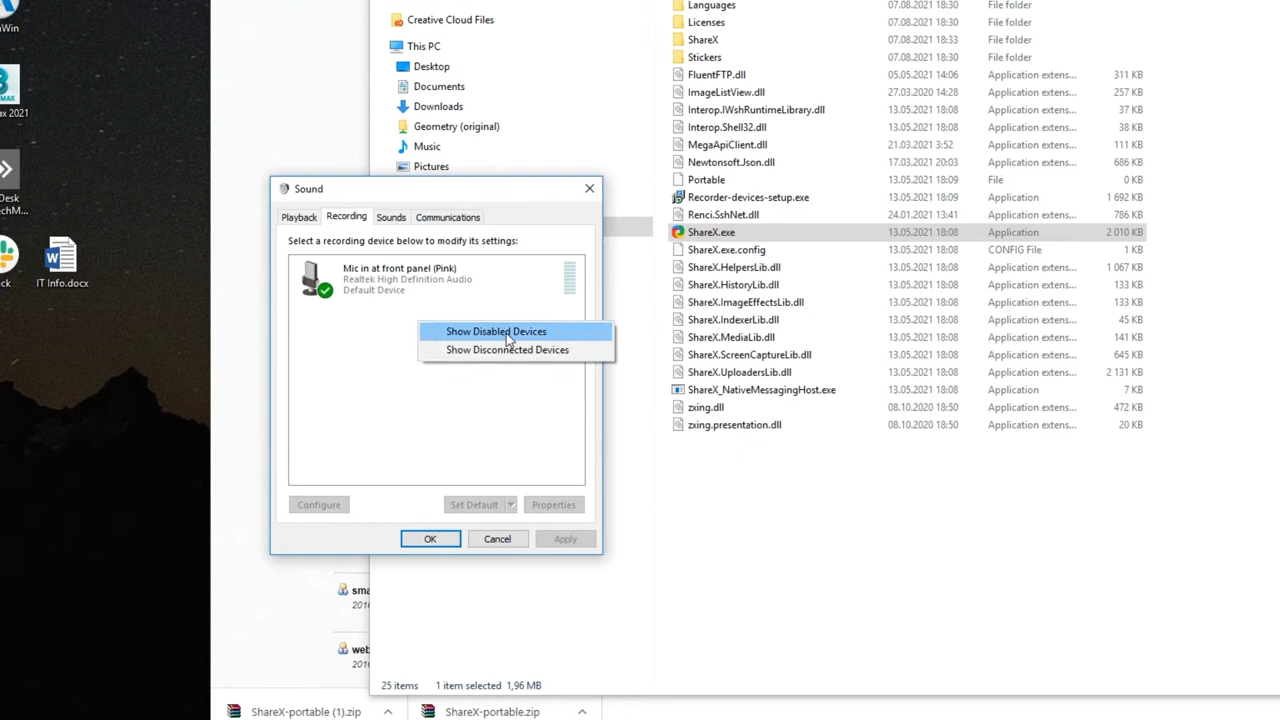 nWin
ax 2021
Desk
echM...
ck
IT Info.docx
Creative Cloud Files
This PC
Desktop
Documents
Downloads
Geometry (original)
Music
Pictures
Sound
Playback Recording Sounds Communications
Select a recording device below to modify its settings:
Mic in at front panel (Pink)
Realtek High Definition Audio
Default Device
Show Disabled Devices
Show Disconnected Devices
Configure Set Default Properties
OK Cancel Apply
Languages 07.08.2021 18:30 File folder
Licenses 07.08.2021 18:30 File folder
ShareX 07.08.2021 18:33 File folder
Stickers 07.08.2021 18:30 File folder
FluentFTP.dll 05.05.2021 14:06 Application extens... 311 KB
ImageListView.dll 27.03.2020 14:28 Application extens... 257 KB
Interop.IWshRuntimeLibrary.dll 13.05.2021 18:08 Application extens... 37 KB
Interop.Shell32.dll 13.05.2021 18:08 Application extens... 38 KB
MegaApiClient.dll 21.03.2021 3:52 Application extens... 111 KB
Newtonsoft.Json.dll 17.03.2021 20:03 Application extens... 686 KB
Portable 13.05.2021 18:09 File 0 KB
Recorder-devices-setup.exe 13.05.2021 18:09 Application 1 692 KB
Renci.SshNet.dll 24.01.2021 13:41 Application extens... 786 KB
ShareX.exe 13.05.2021 18:08 Application 2 010 KB
ShareX.exe.config 13.05.2021 18:08 CONFIG File 1 KB
ShareX.HelpersLib.dll 13.05.2021 18:08 Application extens... 1 067 KB
ShareX.HistoryLib.dll 13.05.2021 18:08 Application extens... 133 KB
ShareX.ImageEffectsLib.dll 13.05.2021 18:08 Application extens... 133 KB
ShareX.IndexerLib.dll 13.05.2021 18:08 Application extens... 45 KB
ShareX.MediaLib.dll 13.05.2021 18:08 Application extens... 141 KB
ShareX.ScreenCaptureLib.dll 13.05.2021 18:08 Application extens... 645 KB
ShareX.UploadersLib.dll 13.05.2021 18:08 Application extens... 2 131 KB
ShareX_NativeMessagingHost.exe 13.05.2021 18:08 Application 7 KB
zxing.dll 08.10.2020 18:50 Application extens... 472 KB
zxing.presentation.dll 08.10.2020 18:50 Application extens... 20 KB
sma
2016
web
2016
25 items 1 item selected 1,96 MB
ShareX-portable (1).zip ShareX-portable.zip